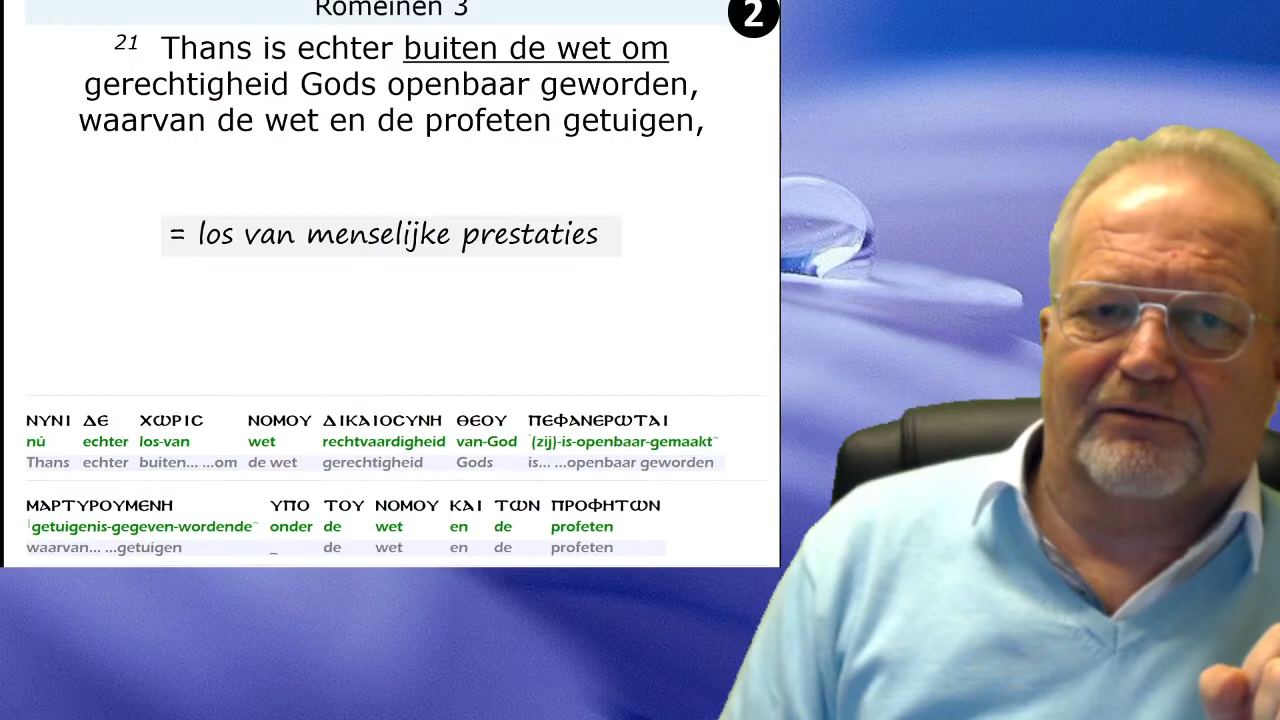 Romeinen 3
2
21 Thans is echter buiten de wet om
gerechtigheid Gods openbaar geworden,
waarvan de wet en de profeten getuigen,
= los van menselijke prestaties
ΝΥΝΙ ΔΕ ΧΩΡΙϹ ΝΟΜΟΥ ΔΙΚΑΙΟϹΥΝΗ ΘΕΟΥ ΠΕΦΑΝΕΡΩΤΑΙ
nú echter los-van wet rechtvaardigheid van-God (zij)-is-openbaar-gemaakt~
Thans echter buiten... ...om de wet gerechtigheid Gods is... ...openbaar geworden
ΜΑΡΤΥΡΟΥΜΕΝΗ ΥΠΟ ΤΟΥ ΝΟΜΟΥ ΚΑΙ ΤΩΝ ΠΡΟΦΗΤΩΝ
|getuigenis-gegeven-wordende~ onder de wet en de profeten
waarvan... ...getuigen _ de wet en de profeten